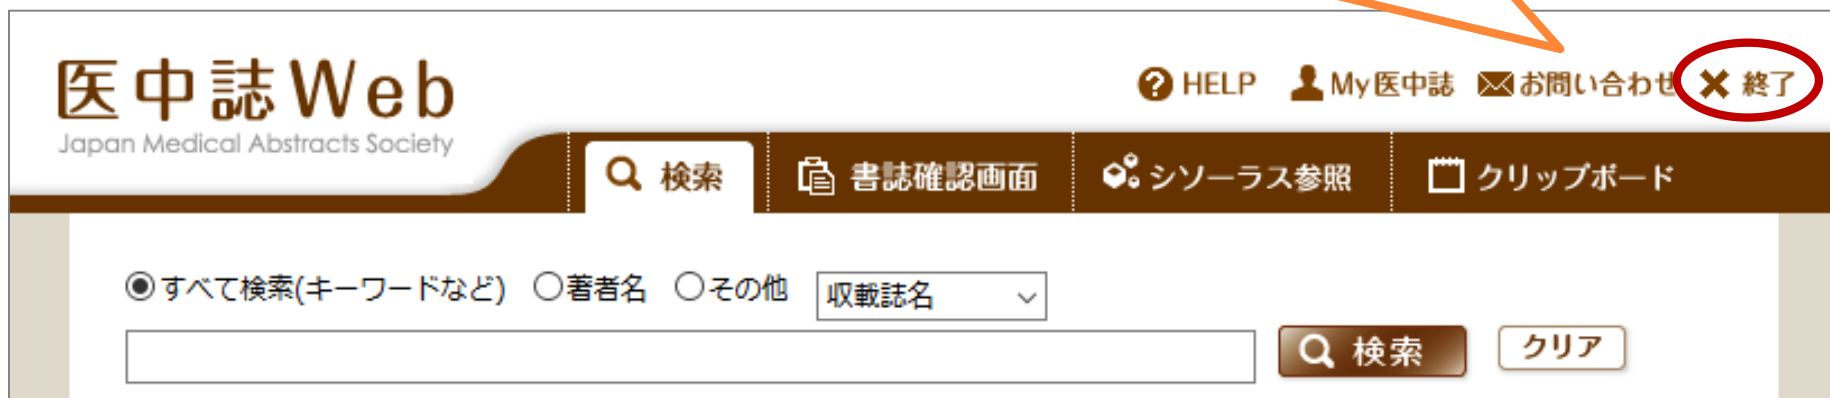 医中誌Web
Japan Medical Abstracts Society
HELP My医中誌 お問い合わせ 終了
検索 書誌確認画面 シソーラス参照 クリップボード
すべて検索(キーワードなど) 著者名 その他 収載誌名
検索 クリア